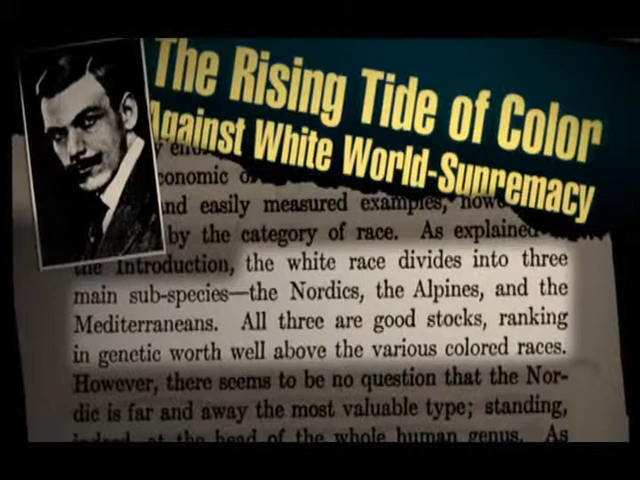 The Rising Tide of Color
Against White World-Supremacy
economic
and easily measured examples, how
by the category of race. As explained
the Introduction, the white race divides into three
main sub-species—the Nordics, the Alpines, and the
Mediterraneans. All three are good stocks, ranking
in genetic worth well above the various colored races.
However, there seems to be no question that the Nor-
dic is far and away the most valuable type; standing,
indeed, at the head of the whole human genus. As